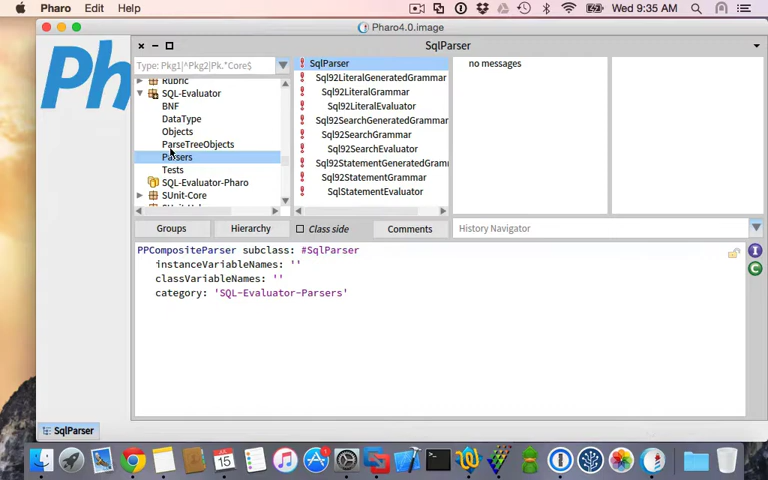 Pharo Edit Help Wed 9:35 AM
Pharo4.0.image
SqlParser
Ph
Type: Pkg1|^Pkg2|Pk.*Core$
Rubric
SQL-Evaluator
BNF
DataType
Objects
ParseTreeObjects
Parsers
Tests
SQL-Evaluator-Pharo
SUnit-Core
SqlParser
Sql92LiteralGeneratedGrammar
Sql92LiteralGrammar
Sql92LiteralEvaluator
Sql92SearchGeneratedGrammar
Sql92SearchGrammar
Sql92SearchEvaluator
Sql92StatementGeneratedGramm
Sql92StatementGrammar
SqlStatementEvaluator
no messages
Groups Hierarchy Class side Comments History Navigator
PPCompositeParser subclass: #SqlParser
instanceVariableNames: ''
classVariableNames: ''
category: 'SQL-Evaluator-Parsers'
I
C
SqlParser
15